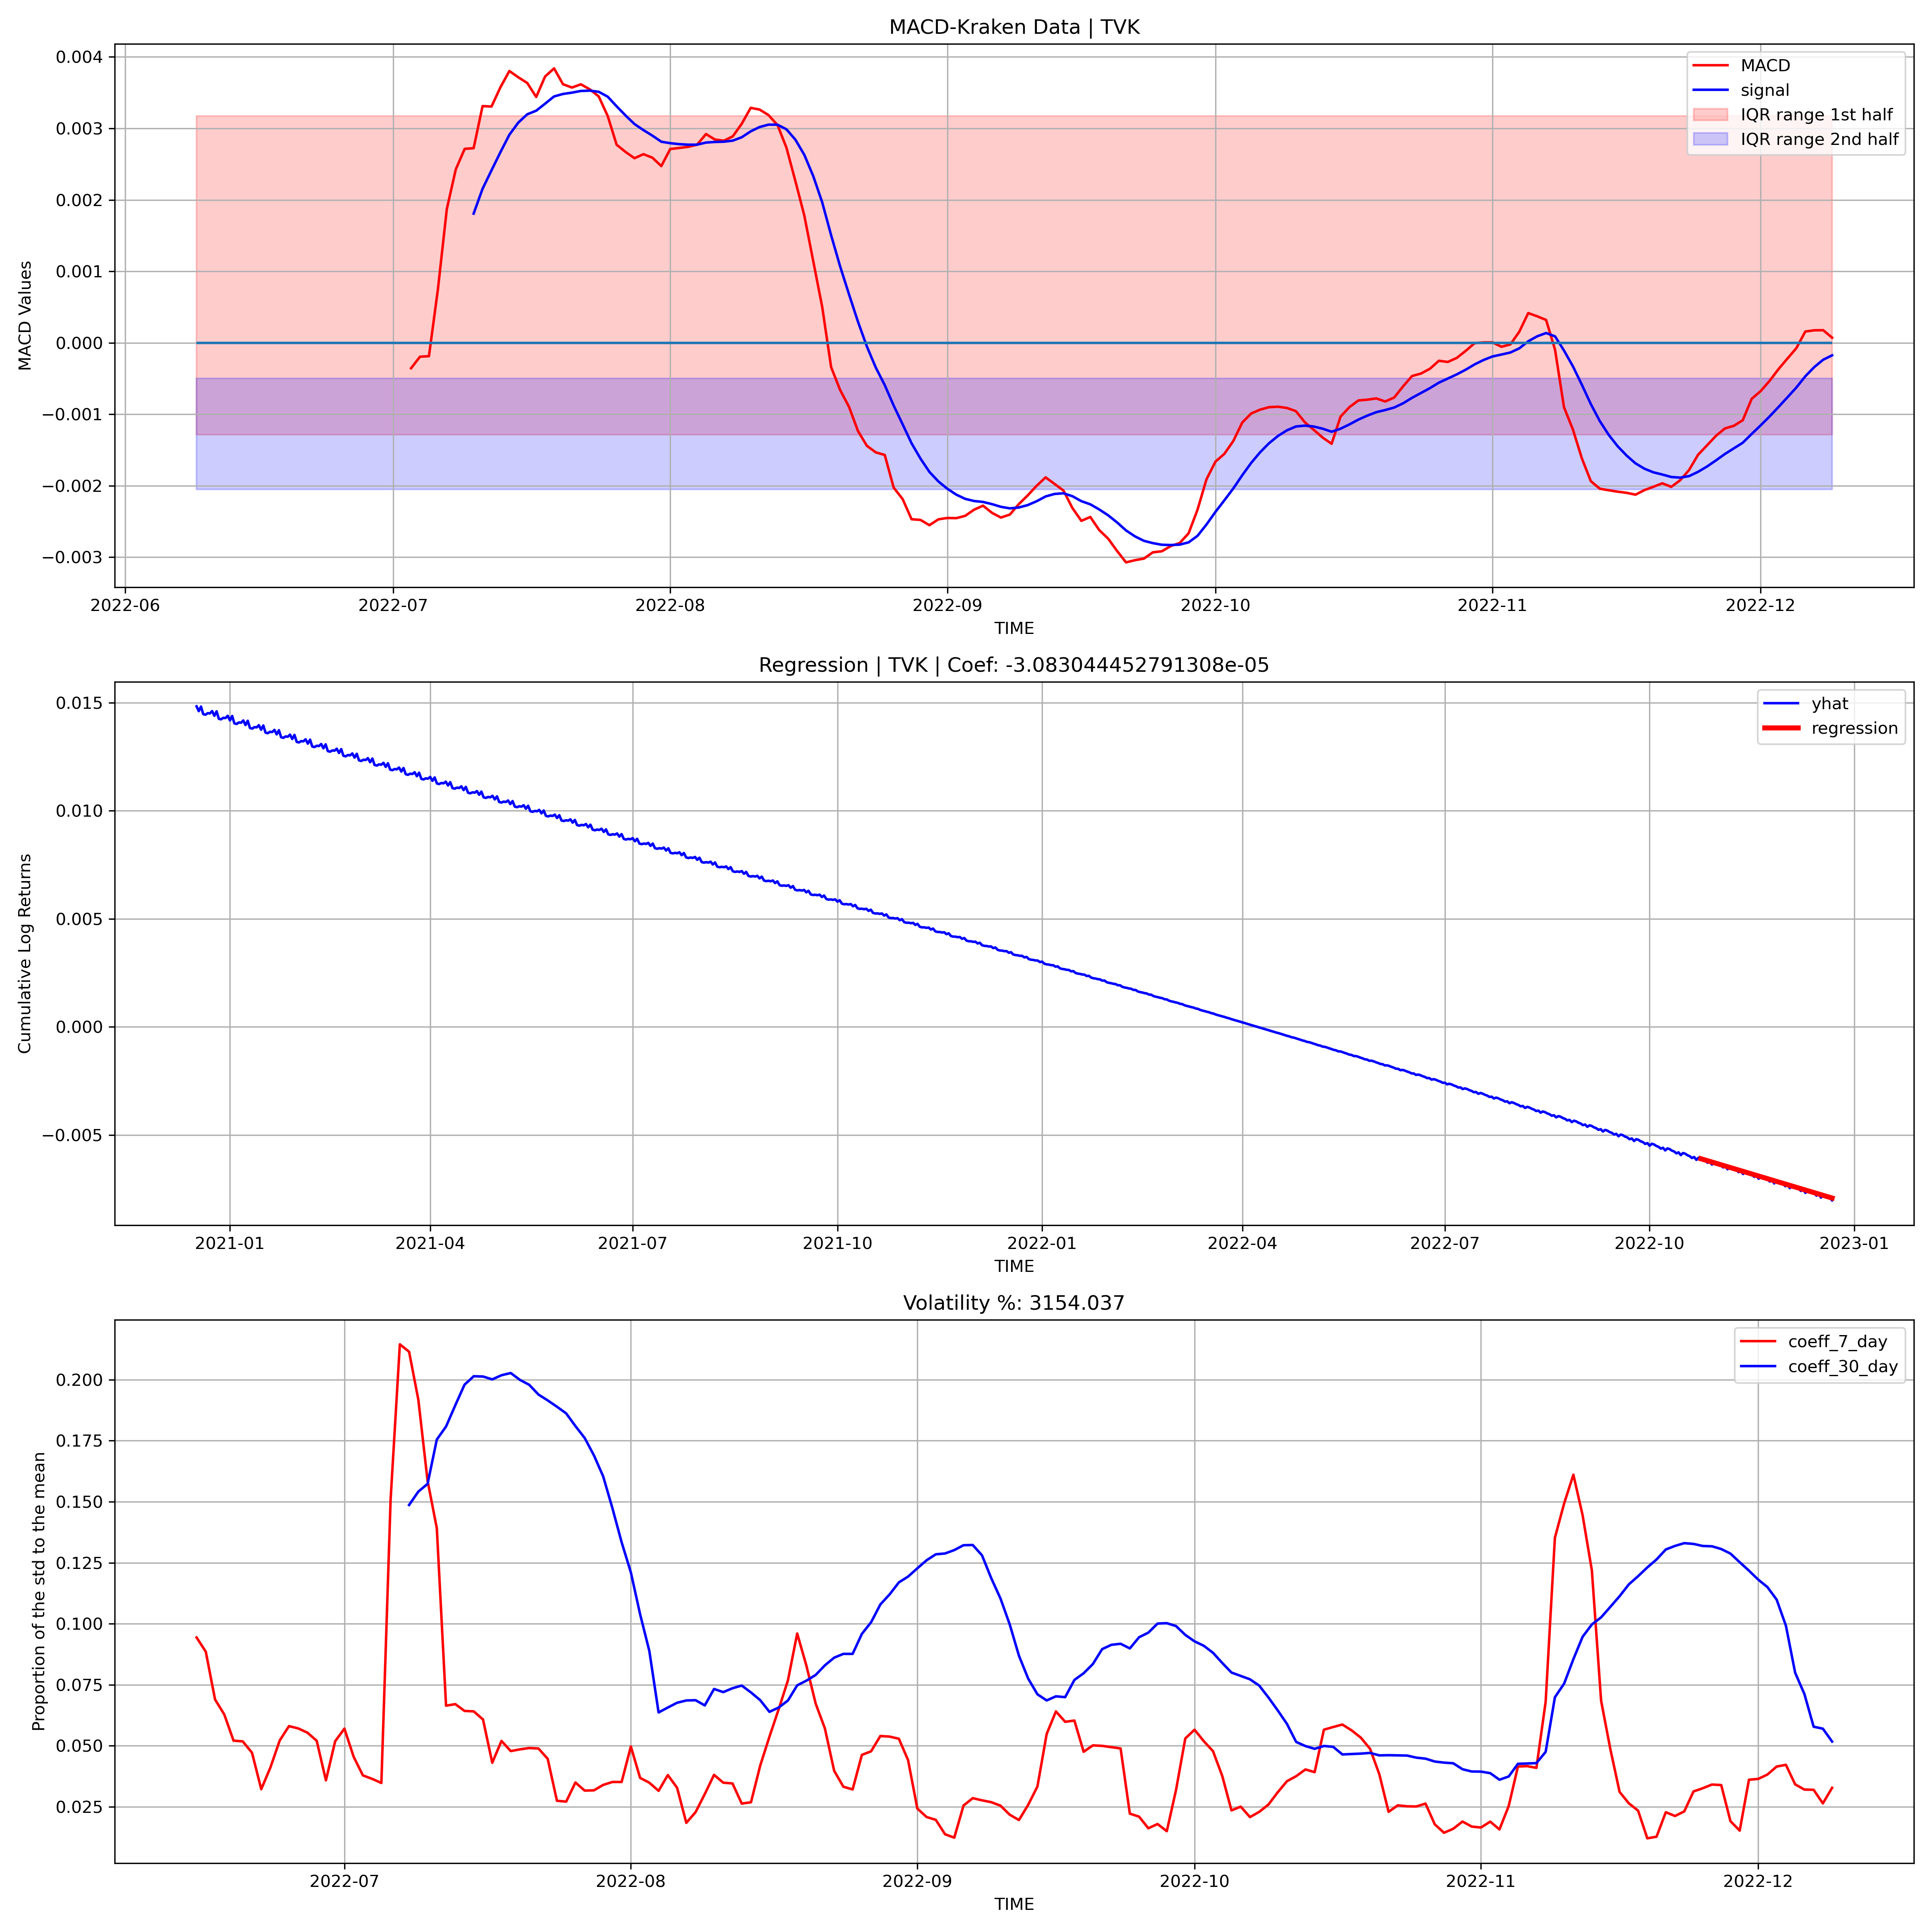 MACD-Kraken Data | TVK
MACD Values
0.004
0.003
0.002
0.001
0.000
−0.001
−0.002
−0.003
MACD
signal
IQR range 1st half
IQR range 2nd half
2022-06 2022-07 2022-08 2022-09 2022-10 2022-11 2022-12
TIME
Regression | TVK | Coef: -3.083044452791308e-05
Cumulative Log Returns
0.015
0.010
0.005
0.000
−0.005
yhat
regression
2021-01 2021-04 2021-07 2021-10 2022-01 2022-04 2022-07 2022-10 2023-01
TIME
Volatility %: 3154.037
Proportion of the std to the mean
0.200
0.175
0.150
0.125
0.100
0.075
0.050
0.025
coeff_7_day
coeff_30_day
2022-07 2022-08 2022-09 2022-10 2022-11 2022-12
TIME